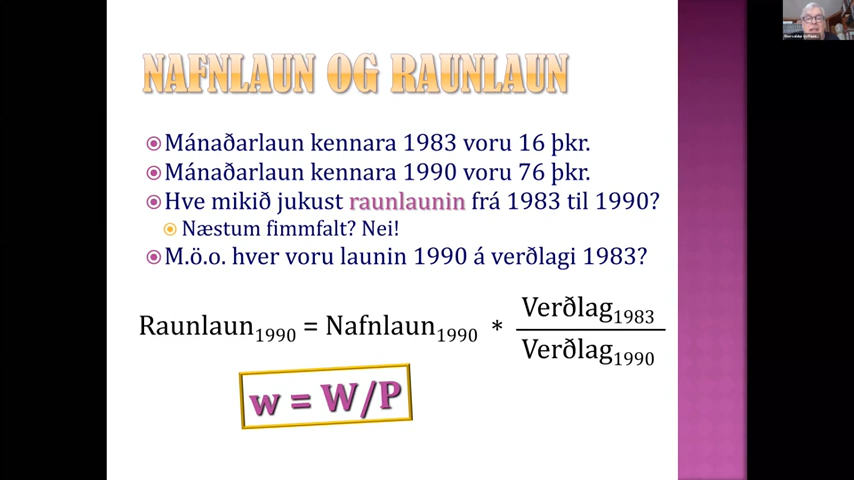 NAFNLAUN OG RAUNLAUN
Mánaðarlaun kennara 1983 voru 16 þkr.
Mánaðarlaun kennara 1990 voru 76 þkr.
Hve mikið jukust raunlaunin frá 1983 til 1990?
Næstum fimmfalt? Nei!
M.ö.o. hver voru launin 1990 á verðlagi 1983?
Raunlaun1990 = Nafnlaun1990 * Verðlag1983
Verðlag1990
w = W/P